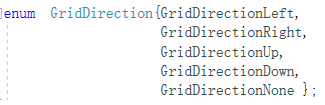 enum  GridDirection{GridDirectionLeft,
GridDirectionRight,
GridDirectionUp,
GridDirectionDown,
GridDirectionNone };